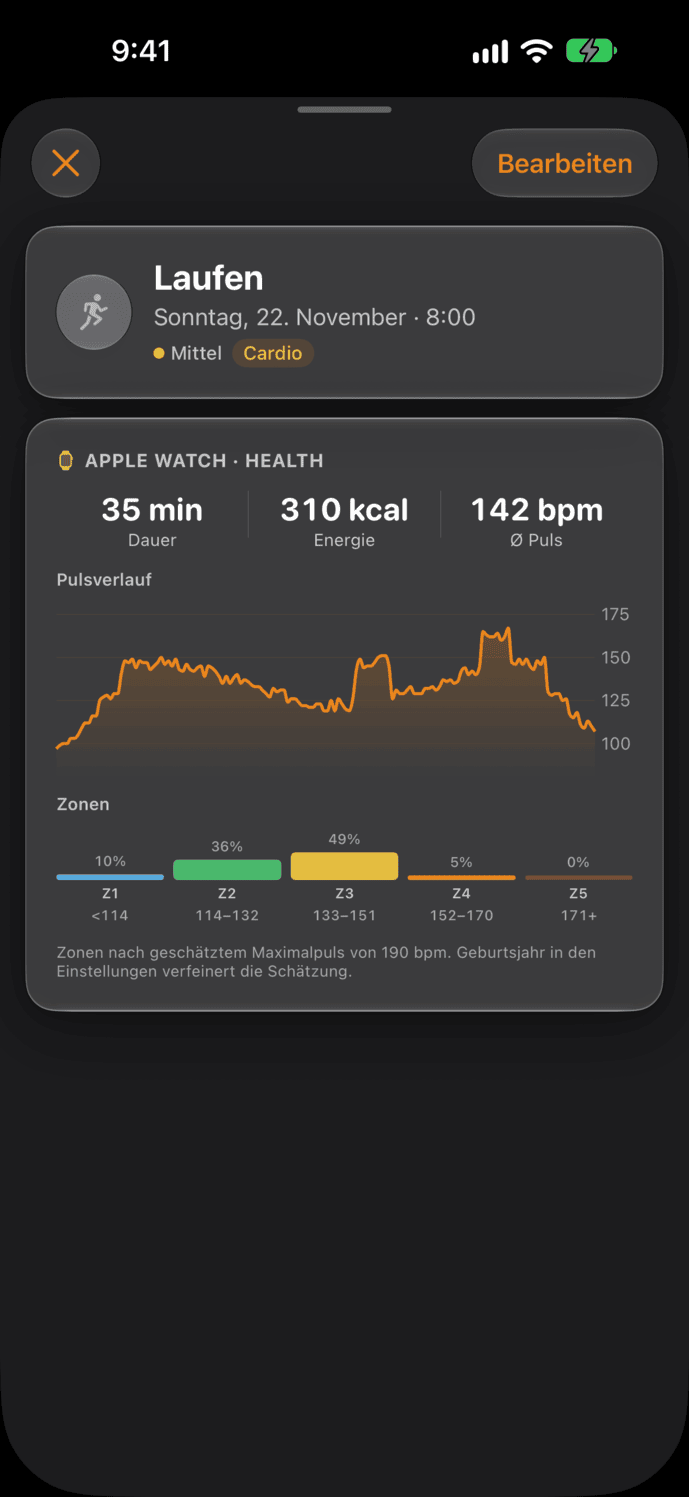 9:41
Bearbeiten
Laufen
Sonntag, 22. November · 8:00
Mittel Cardio
APPLE WATCH · HEALTH
35 min 310 kcal 142 bpm
Dauer Energie Ø Puls
Pulsverlauf
175
150
125
100
Zonen
10% 36% 49% 5% 0%
Z1 Z2 Z3 Z4 Z5
<114 114–132 133–151 152–170 171+
Zonen nach geschätztem Maximalpuls von 190 bpm. Geburtsjahr in den
Einstellungen verfeinert die Schätzung.